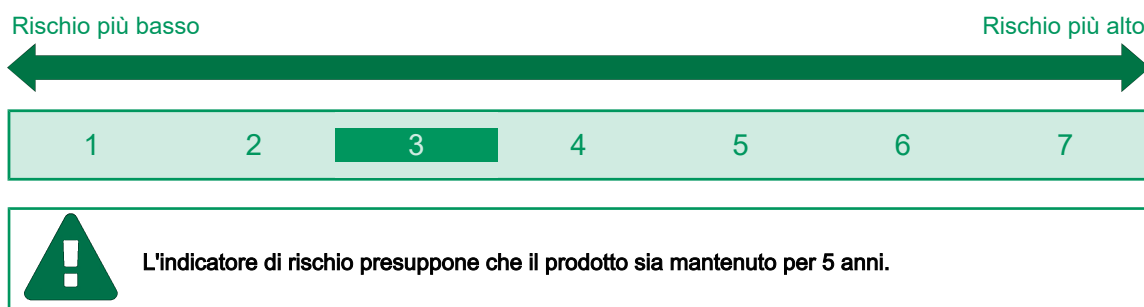 Rischio più basso Rischio più alto
1 2 3 4 5 6 7
L'indicatore di rischio presuppone che il prodotto sia mantenuto per 5 anni.